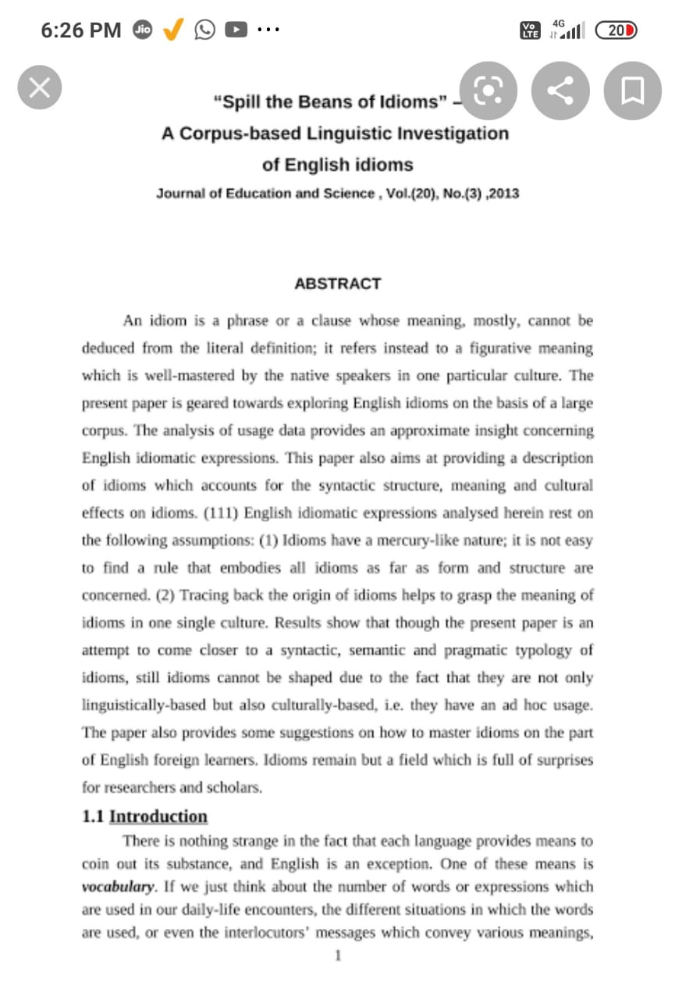 6:26 PM Jio ...
Vo LTE 4G 20
“Spill the Beans of Idioms” –
A Corpus-based Linguistic Investigation
of English idioms
Journal of Education and Science , Vol.(20), No.(3) ,2013
ABSTRACT
An idiom is a phrase or a clause whose meaning, mostly, cannot be
deduced from the literal definition; it refers instead to a figurative meaning
which is well-mastered by the native speakers in one particular culture. The
present paper is geared towards exploring English idioms on the basis of a large
corpus. The analysis of usage data provides an approximate insight concerning
English idiomatic expressions. This paper also aims at providing a description
of idioms which accounts for the syntactic structure, meaning and cultural
effects on idioms. (111) English idiomatic expressions analysed herein rest on
the following assumptions: (1) Idioms have a mercury-like nature; it is not easy
to find a rule that embodies all idioms as far as form and structure are
concerned. (2) Tracing back the origin of idioms helps to grasp the meaning of
idioms in one single culture. Results show that though the present paper is an
attempt to come closer to a syntactic, semantic and pragmatic typology of
idioms, still idioms cannot be shaped due to the fact that they are not only
linguistically-based but also culturally-based, i.e. they have an ad hoc usage.
The paper also provides some suggestions on how to master idioms on the part
of English foreign learners. Idioms remain but a field which is full of surprises
for researchers and scholars.
1.1 Introduction
There is nothing strange in the fact that each language provides means to
coin out its substance, and English is an exception. One of these means is
vocabulary. If we just think about the number of words or expressions which
are used in our daily-life encounters, the different situations in which the words
are used, or even the interlocutors’ messages which convey various meanings,
1